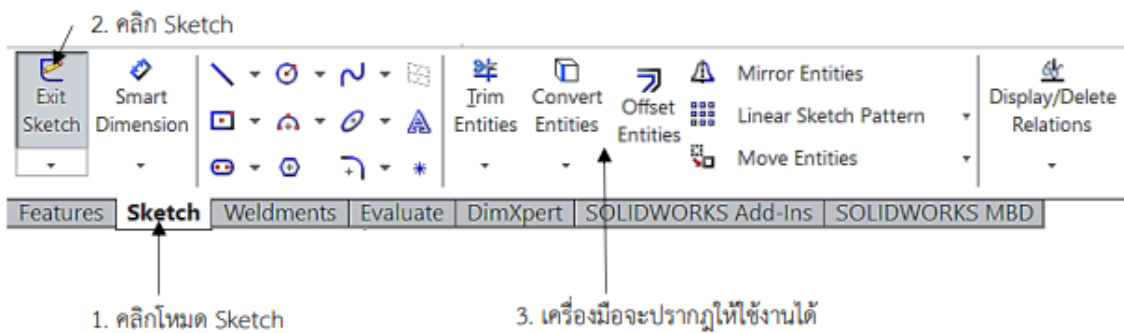 2. คลิก Sketch
Exit Sketch
Smart Dimension
Trim Entities
Convert Entities
Offset Entities
Mirror Entities
Linear Sketch Pattern
Move Entities
Display/Delete Relations
Features Sketch Weldments Evaluate DimXpert SOLIDWORKS Add-Ins SOLIDWORKS MBD
1. คลิกโหมด Sketch
3. เครื่องมือจะปรากฏให้ใช้งานได้